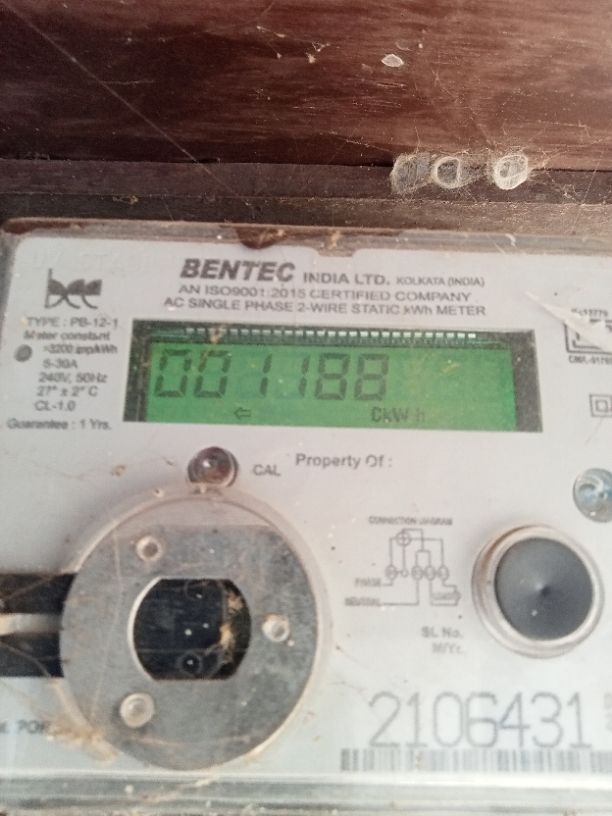 BENTEC INDIA LTD. KOLKATA (INDIA)
AN ISO9001:2015 CERTIFIED COMPANY
AC SINGLE PHASE 2-WIRE STATIC kWh METER
TYPE : PB-12-1
Meter constant
=3200 imp/kWh
5-30A
240V, 50Hz
27° ± 2° C
CL-1.0
Guarantee : 1 Yrs.
001188
CkWh
CAL
Property Of :
CONNECTION DIAGRAM
PHASE
NEUTRAL
LOAD
SL No.
M/Yr.
2106431